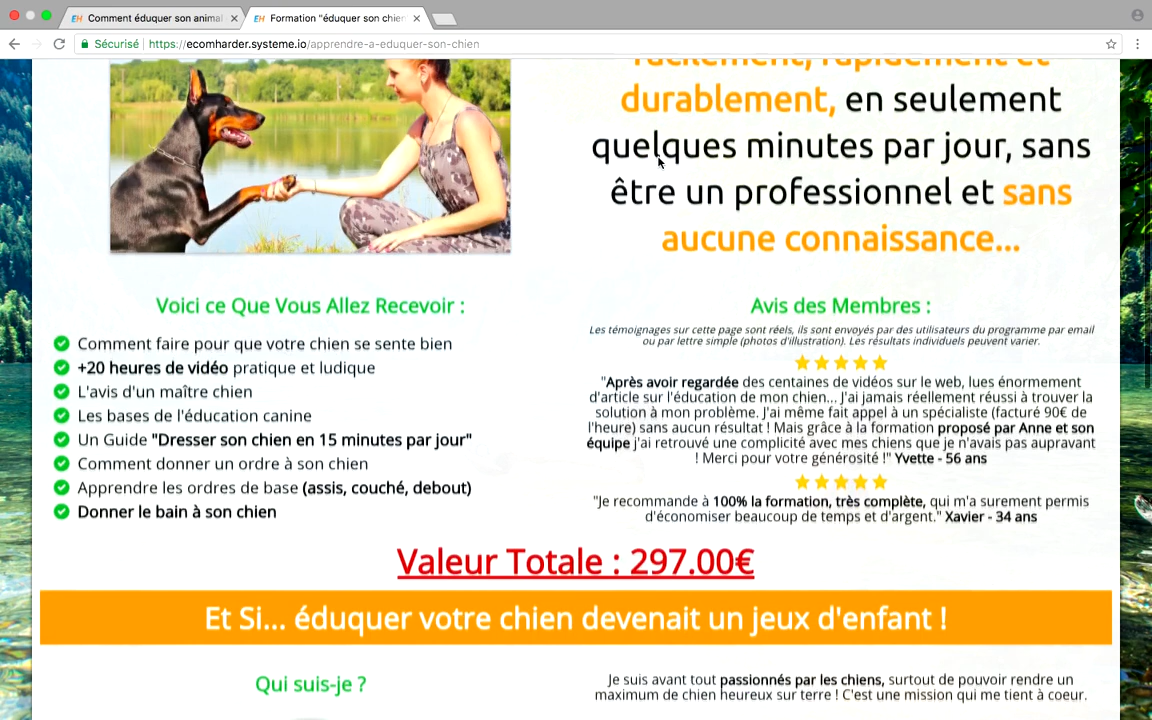 Comment éduquer son animal
Formation "éduquer son chien
Sécurisé https://ecomharder.systeme.io/apprendre-a-eduquer-son-chien
facilement, rapidement et
durablement, en seulement
quelques minutes par jour, sans
être un professionnel et sans
aucune connaissance...
Voici ce Que Vous Allez Recevoir :
Comment faire pour que votre chien se sente bien
+20 heures de vidéo pratique et ludique
L'avis d'un maître chien
Les bases de l'éducation canine
Un Guide "Dresser son chien en 15 minutes par jour"
Comment donner un ordre à son chien
Apprendre les ordres de base (assis, couché, debout)
Donner le bain à son chien
Avis des Membres :
Les témoignages sur cette page sont réels, ils sont envoyés par des utilisateurs du programme par email
ou par lettre simple (photos d'illustration). Les résultats individuels peuvent varier.
"Après avoir regardée des centaines de vidéos sur le web, lues énormement
d'article sur l'éducation de mon chien... J'ai jamais réellement réussi à trouver la
solution à mon problème. J'ai même fait appel à un spécialiste (facturé 90€ de
l'heure) sans aucun résultat ! Mais grâce à la formation proposé par Anne et son
équipe j'ai retrouvé une complicité avec mes chiens que je n'avais pas aupravant
! Merci pour votre générosité !" Yvette - 56 ans
"Je recommande à 100% la formation, très complète, qui m'a surement permis
d'économiser beaucoup de temps et d'argent." Xavier - 34 ans
Valeur Totale : 297.00€
Et Si... éduquer votre chien devenait un jeux d'enfant !
Qui suis-je ?
Je suis avant tout passionnés par les chiens, surtout de pouvoir rendre un
maximum de chien heureux sur terre ! C'est une mission qui me tient à coeur.